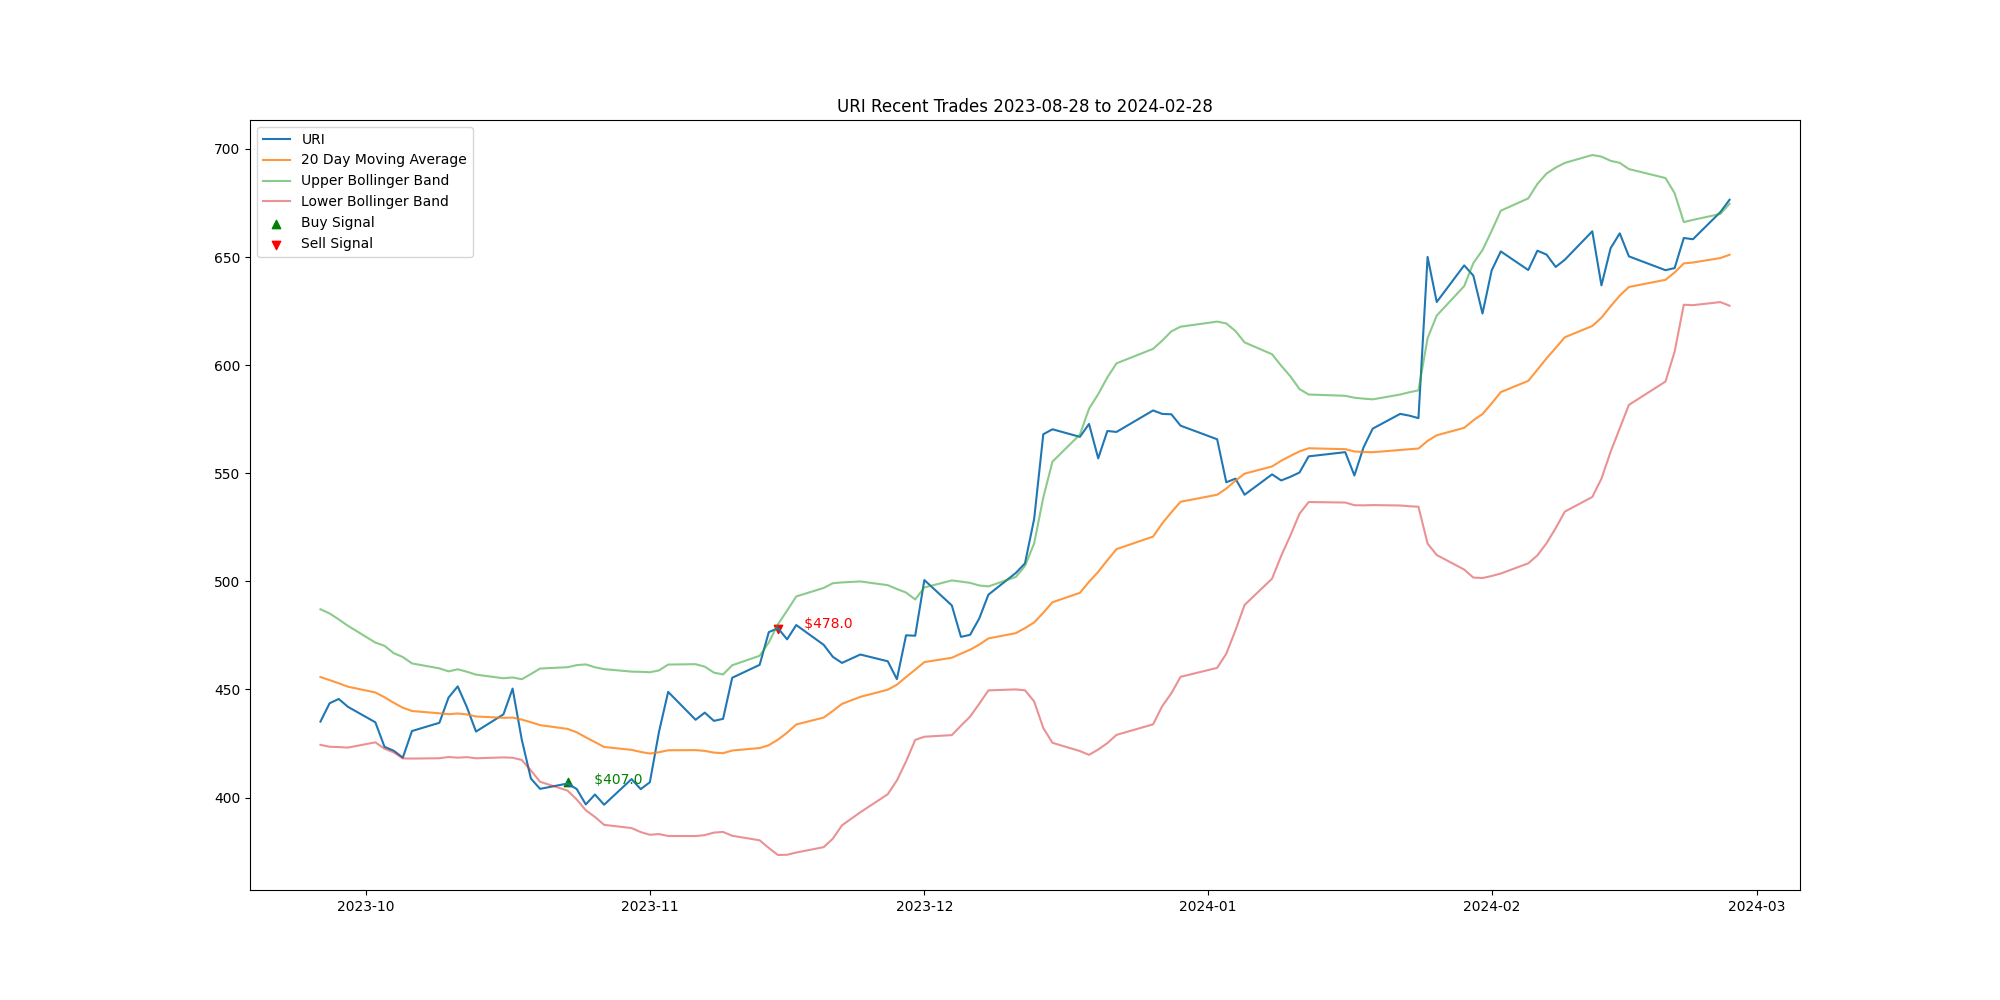 URI Recent Trades 2023-08-28 to 2024-02-28
URI
20 Day Moving Average
Upper Bollinger Band
Lower Bollinger Band
Buy Signal
Sell Signal
700
650
600
550
500
450
400
$478.0
$407.0
2023-10
2023-11
2023-12
2024-01
2024-02
2024-03